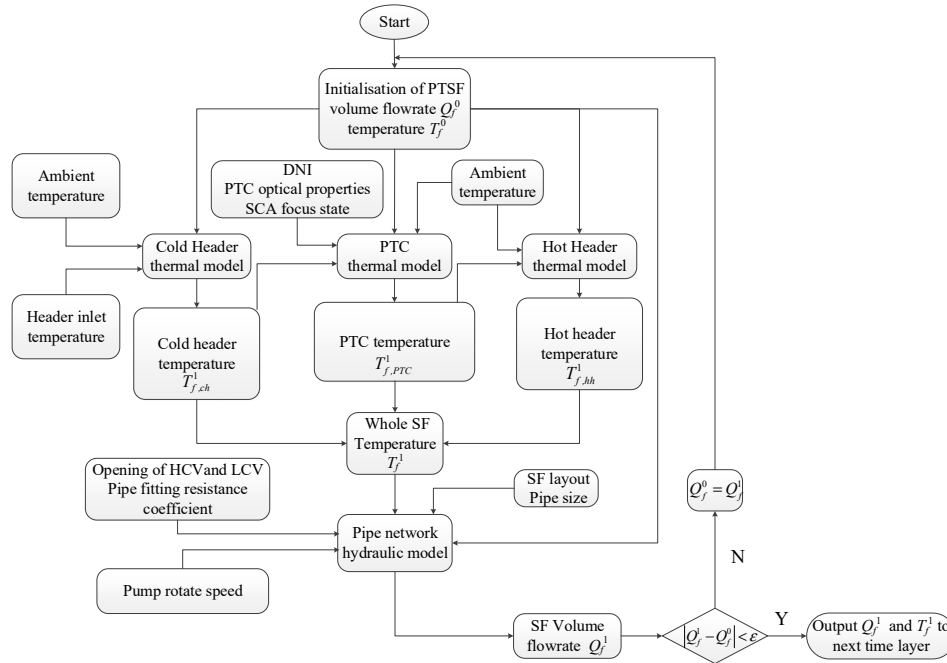 Start
Initialisation of PTSF
volume flowrate Q_f^0
temperature T_f^0
Ambient
temperature
DNI
PTC optical properties
SCA focus state
Ambient
temperature
Cold Header
thermal model
PTC
thermal model
Hot Header
thermal model
Header inlet
temperature
Cold header
temperature
T_{f,ch}^1
PTC temperature
T_{f,PTC}^1
Hot header
temperature
T_{f,hh}^1
Whole SF
Temperature
T_f^1
Opening of HCVand LCV
Pipe fitting resistance
coefficient
SF layout
Pipe size
Q_f^0 = Q_f^1
Pipe network
hydraulic model
N
Pump rotate speed
SF Volume
flowrate Q_f^1
|Q_f^1 − Q_f^0| < ε
Y
Output Q_f^1 and T_f^1 to
next time layer